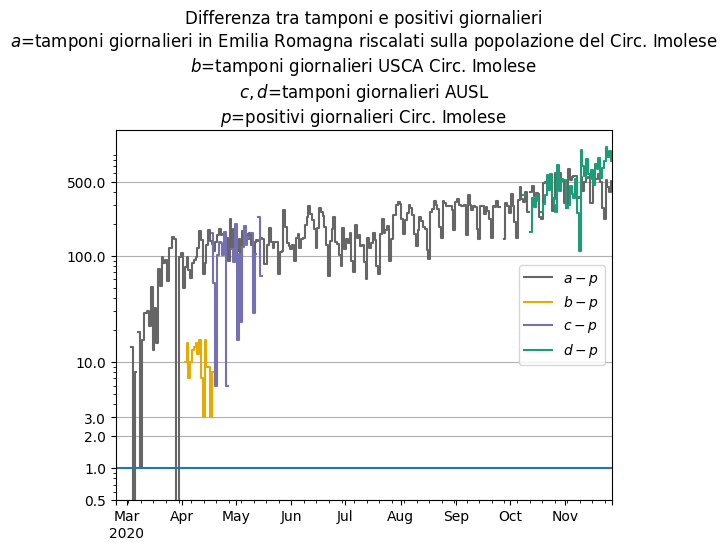 Differenza tra tamponi e positivi giornalieri
a=tamponi giornalieri in Emilia Romagna riscalati sulla popolazione del Circ. Imolese
b=tamponi giornalieri USCA Circ. Imolese
c, d=tamponi giornalieri AUSL
p=positivi giornalieri Circ. Imolese
500.0
100.0
10.0
3.0
2.0
1.0
0.5
a − p
b − p
c − p
d − p
Mar Apr May Jun Jul Aug Sep Oct Nov
2020